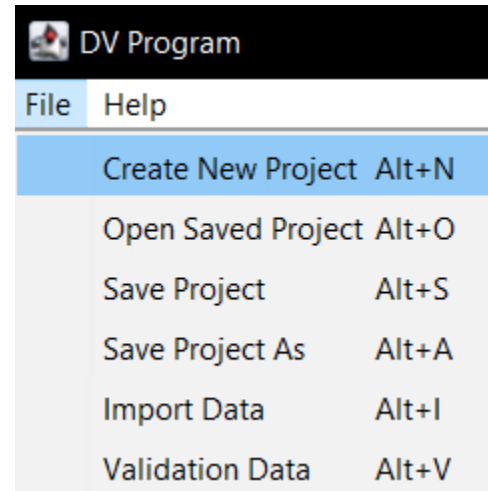 DV Program
File Help
Create New Project Alt+N
Open Saved Project Alt+O
Save Project Alt+S
Save Project As Alt+A
Import Data Alt+I
Validation Data Alt+V